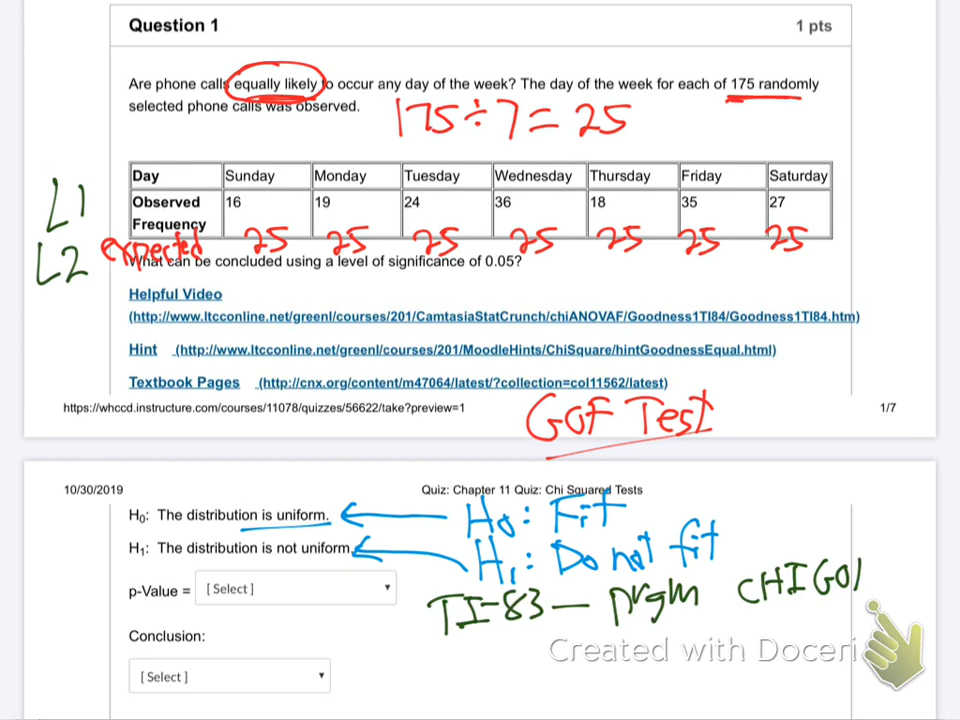 Question 1 1 pts
Are phone calls equally likely to occur any day of the week? The day of the week for each of 175 randomly
selected phone calls was observed.
175÷7=25
Day Sunday Monday Tuesday Wednesday Thursday Friday Saturday
L1 Observed 16 19 24 36 18 35 27
Frequency
L2 expected 25 25 25 25 25 25 25
What can be concluded using a level of significance of 0.05?
Helpful Video
(http://www.ltcconline.net/greenl/courses/201/CamtasiaStatCrunch/chiANOVAF/Goodness1TI84/Goodness1TI84.htm)
Hint (http://www.ltcconline.net/greenl/courses/201/MoodleHints/ChiSquare/hintGoodnessEqual.html)
Textbook Pages (http://cnx.org/content/m47064/latest/?collection=col11562/latest)
https://whccd.instructure.com/courses/11078/quizzes/56622/take?preview=1 1/7
GOF Test
10/30/2019 Quiz: Chapter 11 Quiz: Chi Squared Tests
H₀: The distribution is uniform. H₀: Fit
H₁: The distribution is not uniform. H₁: Do not fit
p-Value = [ Select ]
TI-83 — prgm CHIGOF
Conclusion:
Created with Doceri
[ Select ]